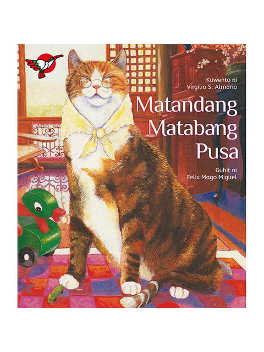 Kuwento ni
Virgilio S. Almario
Matandang
Matabang
Pusa
Guhit ni
Felix Mago Miguel